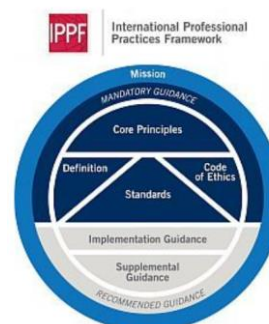 IPPF
International Professional
Practices Framework
Mission
MANDATORY GUIDANCE
Core Principles
Definition
Code
of Ethics
Standards
Implementation Guidance
Supplemental
Guidance
RECOMMENDED GUIDANCE